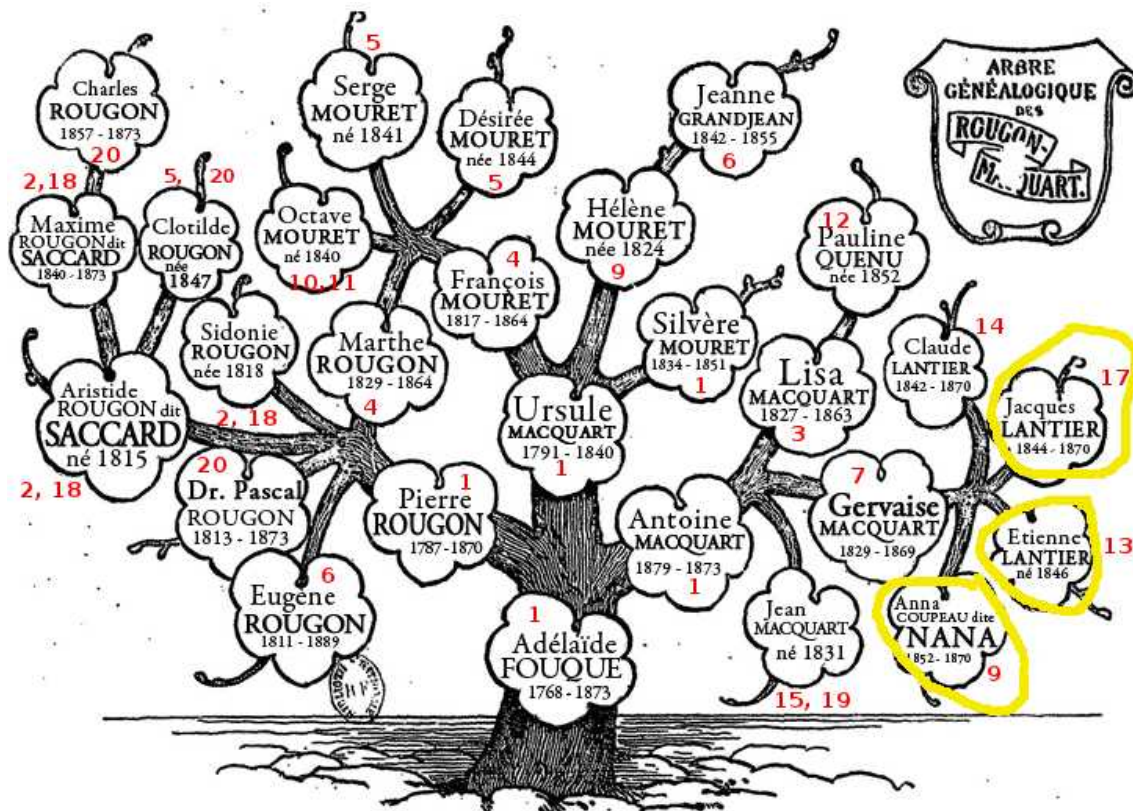 ARBRE
GÉNÉALOGIQUE
DES
ROUGON-
QUART.
Charles
ROUGON
1857 - 1873
20
Serge
MOURET
né 1841
5
Désirée
MOURET
née 1844
5
Jeanne
GRANDJEAN
1842 - 1855
6
2,18
Maxime
ROUGON dit
SACCARD
1840 - 1873
5, 20
Clotilde
ROUGON
née
1847
Octave
MOURET
né 1840
10, 11
François
MOURET
1817 - 1864
4
Hélène
MOURET
née 1824
9
12
Pauline
QUENU
née 1852
Sidonie
ROUGON
née 1818
2, 18
Marthe
ROUGON
1829 - 1864
4
Silvère
MOURET
1834 - 1851
1
Lisa
MACQUART
1827 - 1863
3
14
Claude
LANTIER
1842 - 1870
17
Jacques
LANTIER
1844 - 1870
Aristide
ROUGON dit
SACCARD
né 1815
2, 18
Ursule
MACQUART
1791 - 1840
1
20
Dr. Pascal
ROUGON
1813 - 1873
1
Pierre
ROUGON
1787 - 1870
Antoine
MACQUART
1879 - 1873
1
7
Gervaise
MACQUART
1829 - 1869
Etienne
LANTIER
né 1846
13
6
Eugène
ROUGON
1811 - 1889
1
Adélaïde
FOUQUE
1768 - 1873
Jean
MACQUART
né 1831
15, 19
Anna
COUPEAU dite
NANA
1852 - 1870
9